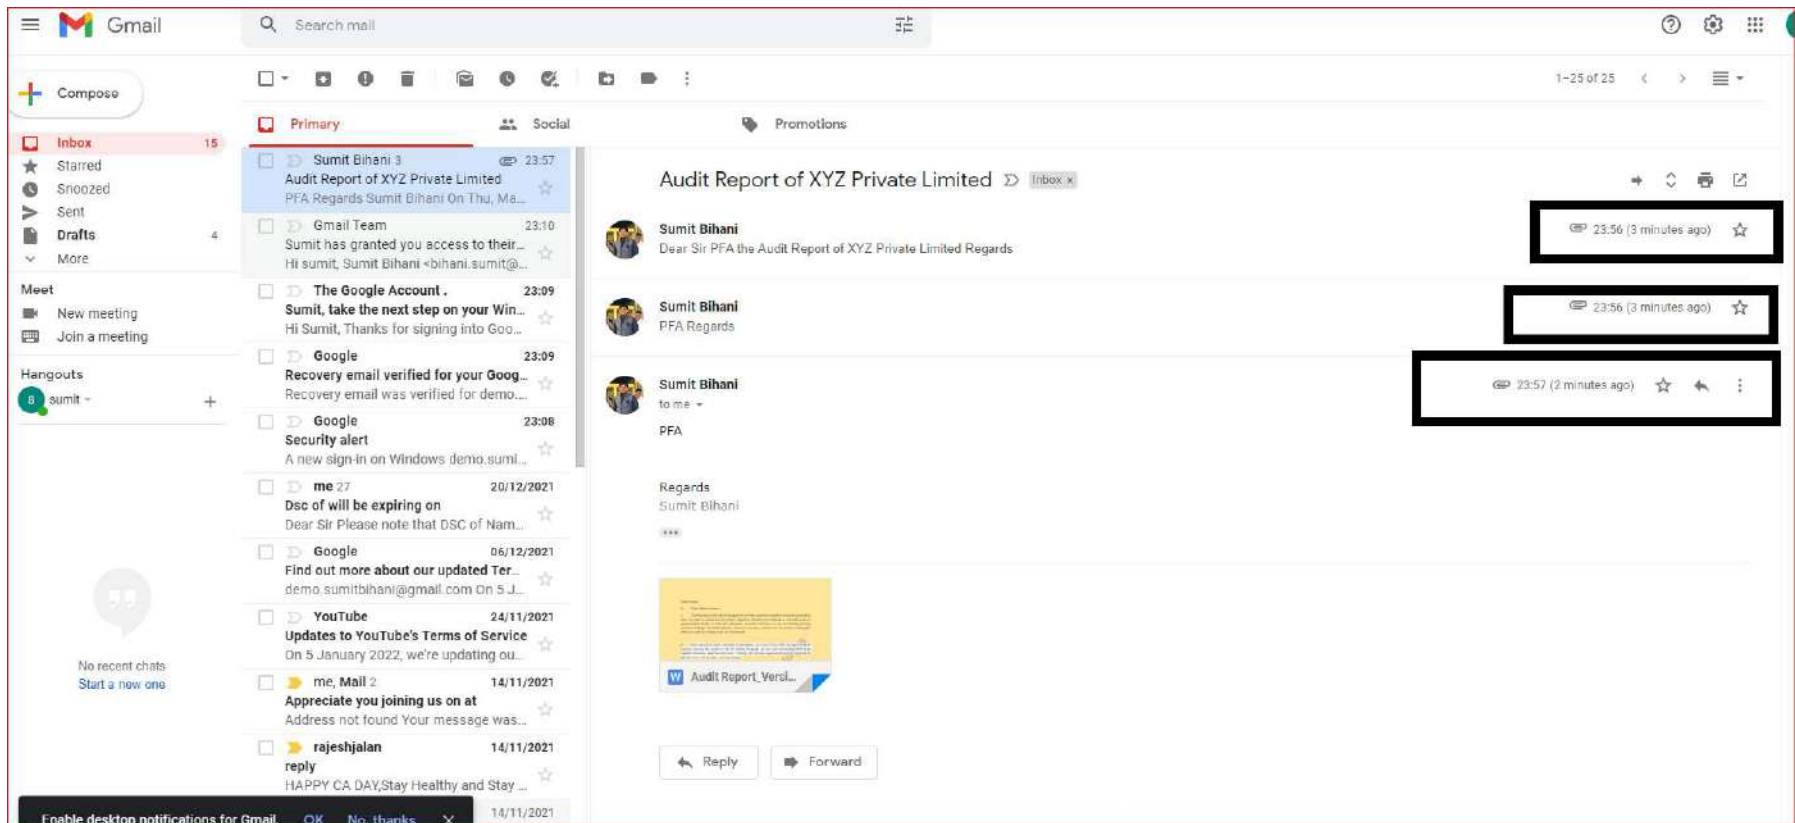 Gmail
Search mail
Compose
1-25 of 25
Inbox 15
Starred
Snoozed
Sent
Drafts 4
More
Meet
New meeting
Join a meeting
Hangouts
8 sumit
No recent chats
Start a new one
Primary
Social
Promotions
Sumit Bihani 3 23:57
Audit Report of XYZ Private Limited
PFA Regards Sumit Bihani On Thu, Ma...
Gmail Team 23:10
Sumit has granted you access to their...
Hi sumit, Sumit Bihani <bihani.sumit@...
The Google Account . 23:09
Sumit, take the next step on your Win...
Hi Sumit, Thanks for signing into Goo...
Google 23:09
Recovery email verified for your Goog...
Recovery email was verified for demo....
Google 23:08
Security alert
A new sign-in on Windows demo.sumi...
me 27 20/12/2021
Dsc of will be expiring on
Dear Sir Please note that DSC of Nam...
Google 06/12/2021
Find out more about our updated Ter...
demo.sumitbihani@gmail.com On 5 J...
YouTube 24/11/2021
Updates to YouTube's Terms of Service
On 5 January 2022, we're updating ou...
me, Mail 2 14/11/2021
Appreciate you joining us on at
Address not found Your message was...
rajeshjalan 14/11/2021
reply
HAPPY CA DAY,Stay Healthy and Stay ...
14/11/2021
Enable desktop notifications for Gmail. OK No, thanks X
Audit Report of XYZ Private Limited Inbox x
Sumit Bihani 23:56 (3 minutes ago)
Dear Sir PFA the Audit Report of XYZ Private Limited Regards
Sumit Bihani 23:56 (3 minutes ago)
PFA Regards
Sumit Bihani 23:57 (2 minutes ago)
to me
PFA
Regards
Sumit Bihani
W Audit Report_Versi...
Reply Forward